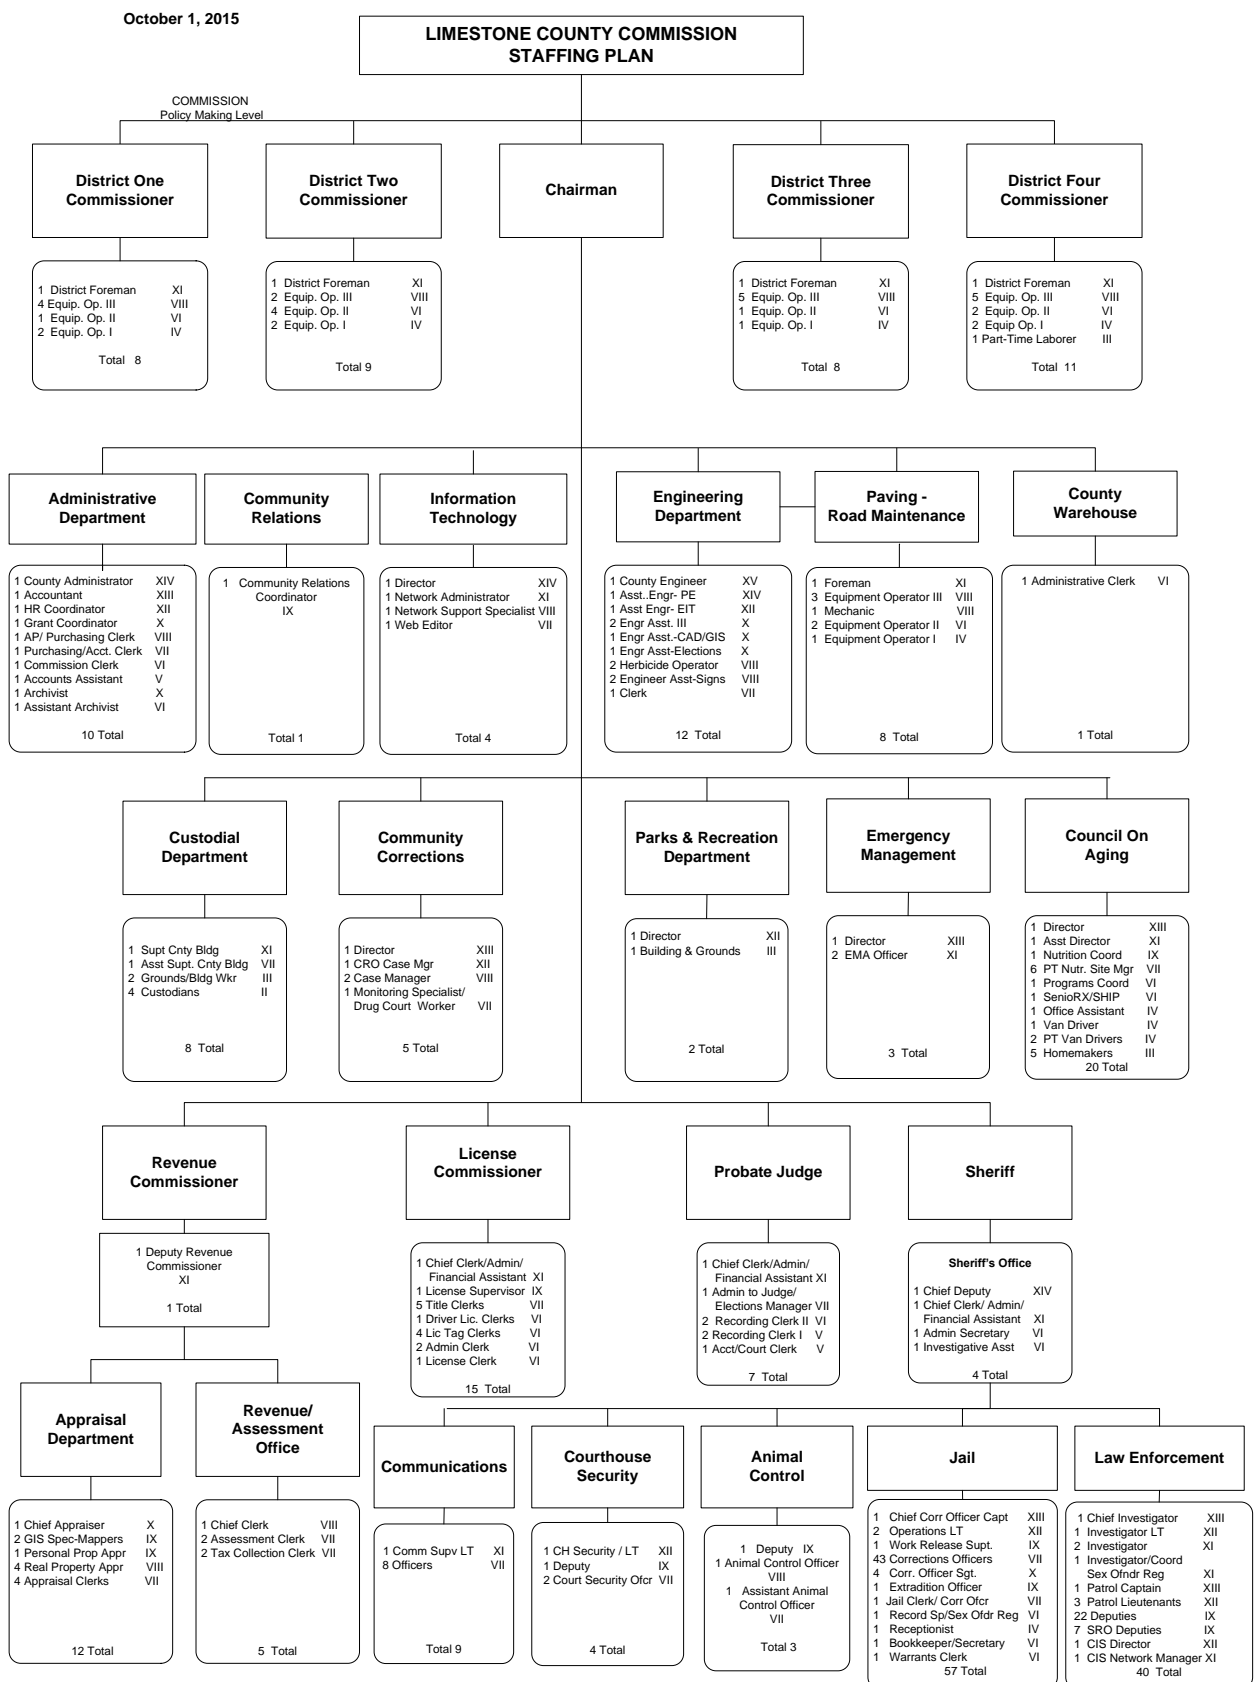 October 1, 2015
LIMESTONE COUNTY COMMISSION
STAFFING PLAN
COMMISSION
Policy Making Level
District One
Commissioner
District Two
Commissioner
Chairman
District Three
Commissioner
District Four
Commissioner
1 District Foreman XI
4 Equip. Op. III VIII
1 Equip. Op. II VI
2 Equip. Op. I IV
Total 8
1 District Foreman XI
2 Equip. Op. III VIII
4 Equip. Op. II VI
2 Equip. Op. I IV
Total 9
1 District Foreman XI
5 Equip. Op. III VIII
1 Equip. Op. II VI
1 Equip. Op. I IV
Total 8
1 District Foreman XI
5 Equip. Op. III VIII
2 Equip. Op. II VI
2 Equip Op. I IV
1 Part-Time Laborer III
Total 11
Administrative
Department
Community
Relations
Information
Technology
Engineering
Department
Paving -
Road Maintenance
County
Warehouse
1 County Administrator XIV
1 Accountant XIII
1 HR Coordinator XII
1 Grant Coordinator X
1 AP/ Purchasing Clerk VIII
1 Purchasing/Acct. Clerk VII
1 Commission Clerk VI
1 Accounts Assistant V
1 Archivist X
1 Assistant Archivist VI
10 Total
1 Community Relations
Coordinator
IX
Total 1
1 Director XIV
1 Network Administrator XI
1 Network Support Specialist VIII
1 Web Editor VII
Total 4
1 County Engineer XV
1 Asst..Engr- PE XIV
1 Asst Engr- EIT XII
2 Engr Asst. III X
1 Engr Asst.-CAD/GIS X
1 Engr Asst-Elections X
2 Herbicide Operator VIII
2 Engineer Asst-Signs VIII
1 Clerk VII
12 Total
1 Foreman XI
3 Equipment Operator III VIII
1 Mechanic VIII
2 Equipment Operator II VI
1 Equipment Operator I IV
8 Total
1 Administrative Clerk VI
1 Total
Custodial
Department
Community
Corrections
Parks & Recreation
Department
Emergency
Management
Council On
Aging
1 Supt Cnty Bldg XI
1 Asst Supt. Cnty Bldg VII
2 Grounds/Bldg Wkr III
4 Custodians II
8 Total
1 Director XIII
1 CRO Case Mgr XII
2 Case Manager VIII
1 Monitoring Specialist/
Drug Court Worker VII
5 Total
1 Director XII
1 Building & Grounds III
2 Total
1 Director XIII
2 EMA Officer XI
3 Total
1 Director XIII
1 Asst Director XI
1 Nutrition Coord IX
6 PT Nutr. Site Mgr VII
1 Programs Coord VI
1 SenioRX/SHIP VI
1 Office Assistant IV
1 Van Driver IV
2 PT Van Drivers IV
5 Homemakers III
20 Total
Revenue
Commissioner
License
Commissioner
Probate Judge
Sheriff
1 Deputy Revenue
Commissioner
XI
1 Total
1 Chief Clerk/Admin/
Financial Assistant XI
1 License Supervisor IX
5 Title Clerks VII
1 Driver Lic. Clerks VI
4 Lic Tag Clerks VI
2 Admin Clerk VI
1 License Clerk VI
15 Total
1 Chief Clerk/Admin/
Financial Assistant XI
1 Admin to Judge/
Elections Manager VII
2 Recording Clerk II VI
2 Recording Clerk I V
1 Acct/Court Clerk V
7 Total
Sheriff's Office
1 Chief Deputy XIV
1 Chief Clerk/ Admin/
Financial Assistant XI
1 Admin Secretary VI
1 Investigative Asst VI
4 Total
Appraisal
Department
Revenue/
Assessment
Office
Communications
Courthouse
Security
Animal
Control
Jail
Law Enforcement
1 Chief Appraiser X
2 GIS Spec-Mappers IX
1 Personal Prop Appr IX
4 Real Property Appr VIII
4 Appraisal Clerks VII
12 Total
1 Chief Clerk VIII
2 Assessment Clerk VII
2 Tax Collection Clerk VII
5 Total
1 Comm Supv LT XI
8 Officers VII
Total 9
1 CH Security / LT XII
1 Deputy IX
2 Court Security Ofcr VII
4 Total
1 Deputy IX
1 Animal Control Officer
VIII
1 Assistant Animal
Control Officer
VII
Total 3
1 Chief Corr Officer Capt XIII
2 Operations LT XII
1 Work Release Supt. IX
43 Corrections Officers VII
4 Corr. Officer Sgt. X
1 Extradition Officer IX
1 Jail Clerk/ Corr Ofcr VII
1 Record Sp/Sex Ofdr Reg VI
1 Receptionist IV
1 Bookkeeper/Secretary VI
1 Warrants Clerk VI
57 Total
1 Chief Investigator XIII
1 Investigator LT XII
2 Investigator XI
1 Investigator/Coord
Sex Ofndr Reg XI
1 Patrol Captain XIII
3 Patrol Lieutenants XII
22 Deputies IX
7 SRO Deputies IX
1 CIS Director XII
1 CIS Network Manager XI
40 Total